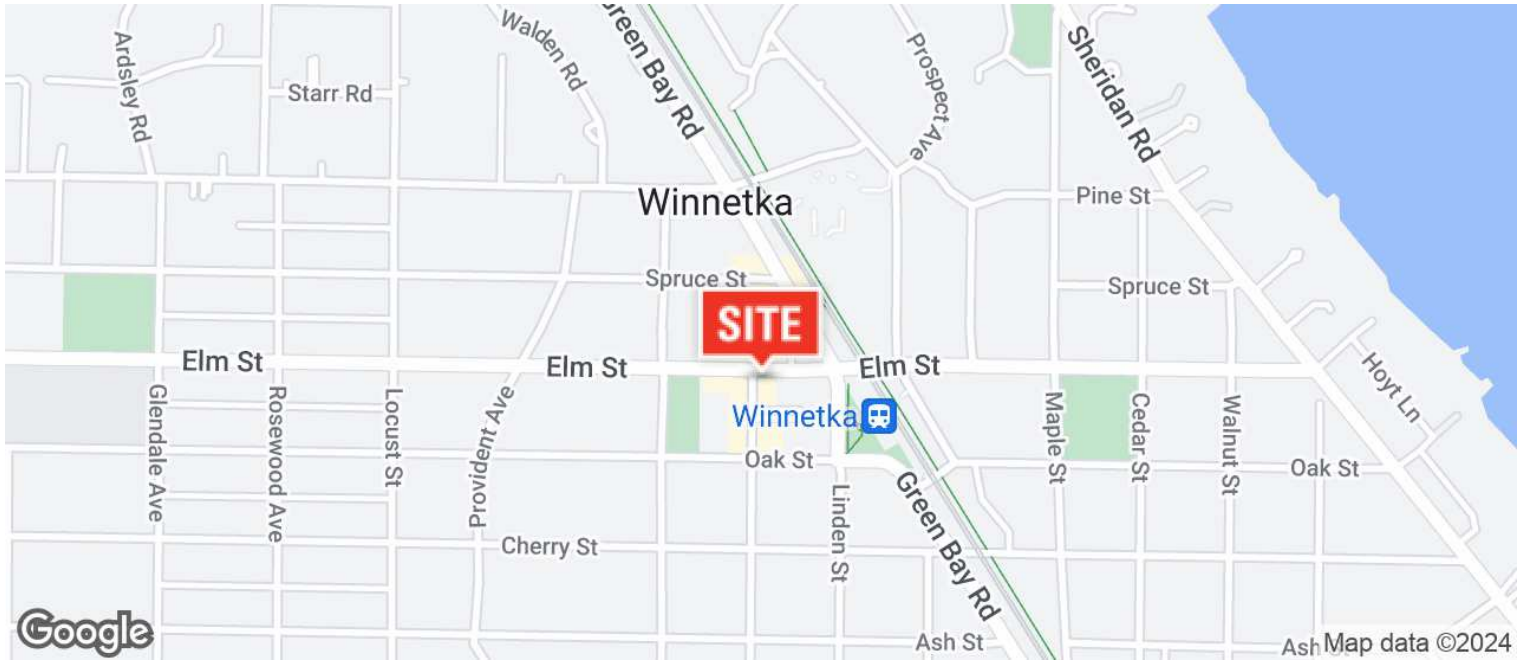 Green Bay Rd
Walden Rd
Ardsley Rd
Starr Rd
Prospect Ave
Sheridan Rd
Pine St
Winnetka
Spruce St
Spruce St
SITE
Elm St
Elm St
Elm St
Hoyt Ln
Winnetka
Glendale Ave
Rosewood Ave
Locust St
Provident Ave
Maple St
Cedar St
Walnut St
Oak St
Oak St
Linden St
Green Bay Rd
Cherry St
Ash St
Ash St
Google
Map data ©2024